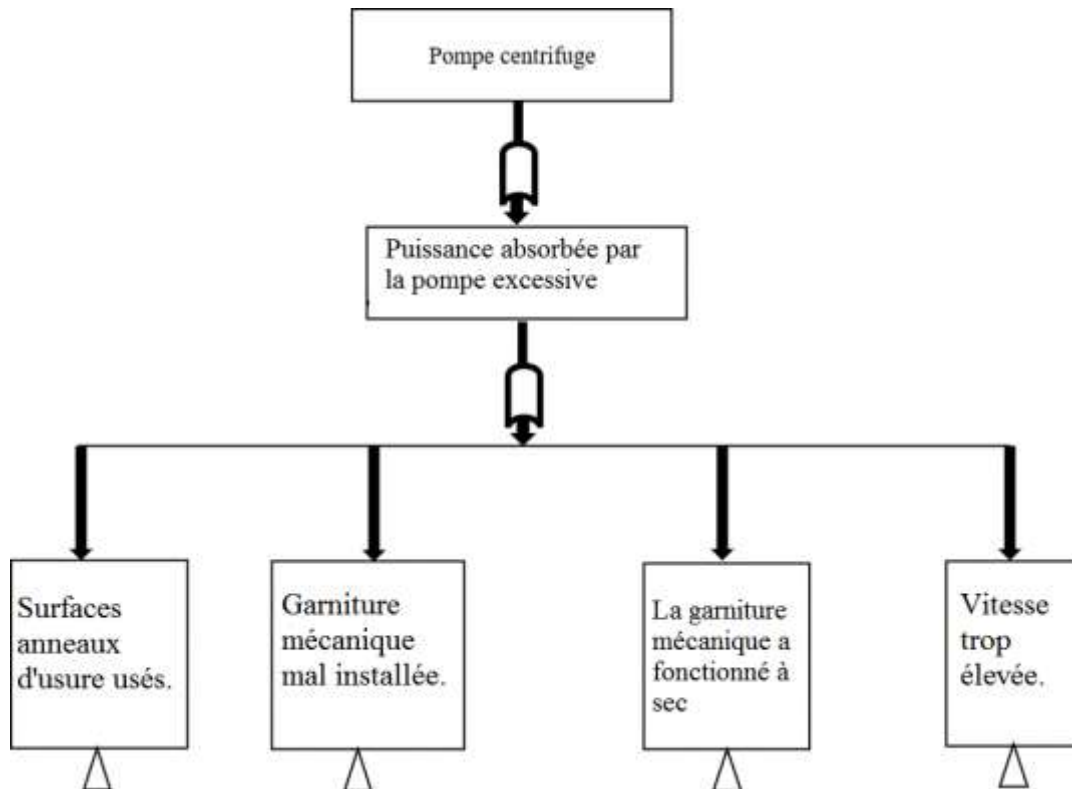 Pompe centrifuge
Puissance absorbée par
la pompe excessive
Surfaces
anneaux
d'usure usés.
Garniture
mécanique
mal installée.
La garniture
mécanique a
fonctionné à
sec
Vitesse
trop
élevée.